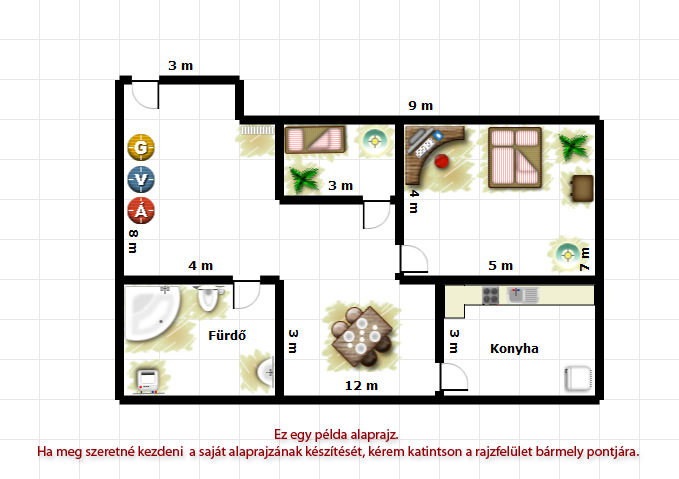 3 m
9 m
G
V
Á
3 m
4 m
8 m
4 m
5 m
7 m
Fürdő
3 m
3 m
Konyha
12 m
Ez egy példa alaprajz.
Ha meg szeretné kezdeni a saját alaprajzának készítését, kérem katintson a rajzfelület bármely pontjára.